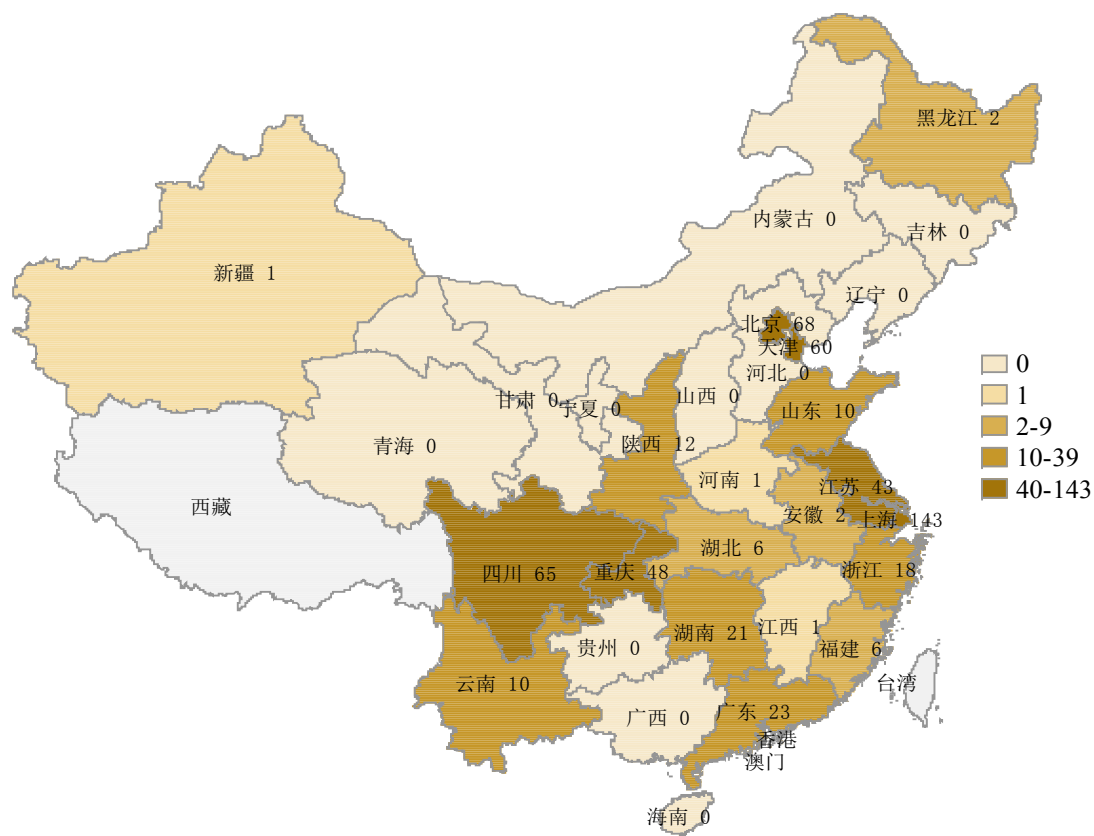 黑龙江 2
内蒙古 0
吉林 0
新疆 1
辽宁 0
北京 68
天津 60
河北 0
0
1
2-9
10-39
40-143
甘肃 0
宁夏 0
山西 0
山东 10
青海 0
陕西 12
河南 1
江苏 43
西藏
安徽 2
上海 143
湖北 6
四川 65
重庆 48
浙江 18
贵州 0
湖南 21
江西 1
福建 6
云南 10
台湾
广西 0
广东 23
香港
澳门
海南 0